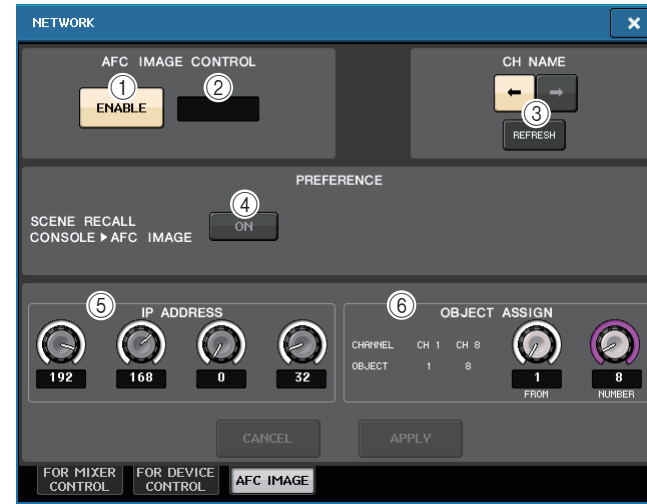 NETWORK
AFC IMAGE CONTROL
CH NAME
① ②
ENABLE
← →
③
REFRESH
PREFERENCE
④
SCENE RECALL
CONSOLE ▶ AFC IMAGE
ON
⑤ IP ADDRESS
192 168 0 32
⑥ OBJECT ASSIGN
CHANNEL CH 1 CH 8
OBJECT 1 8
1 8
FROM NUMBER
CANCEL APPLY
FOR MIXER CONTROL
FOR DEVICE CONTROL
AFC IMAGE